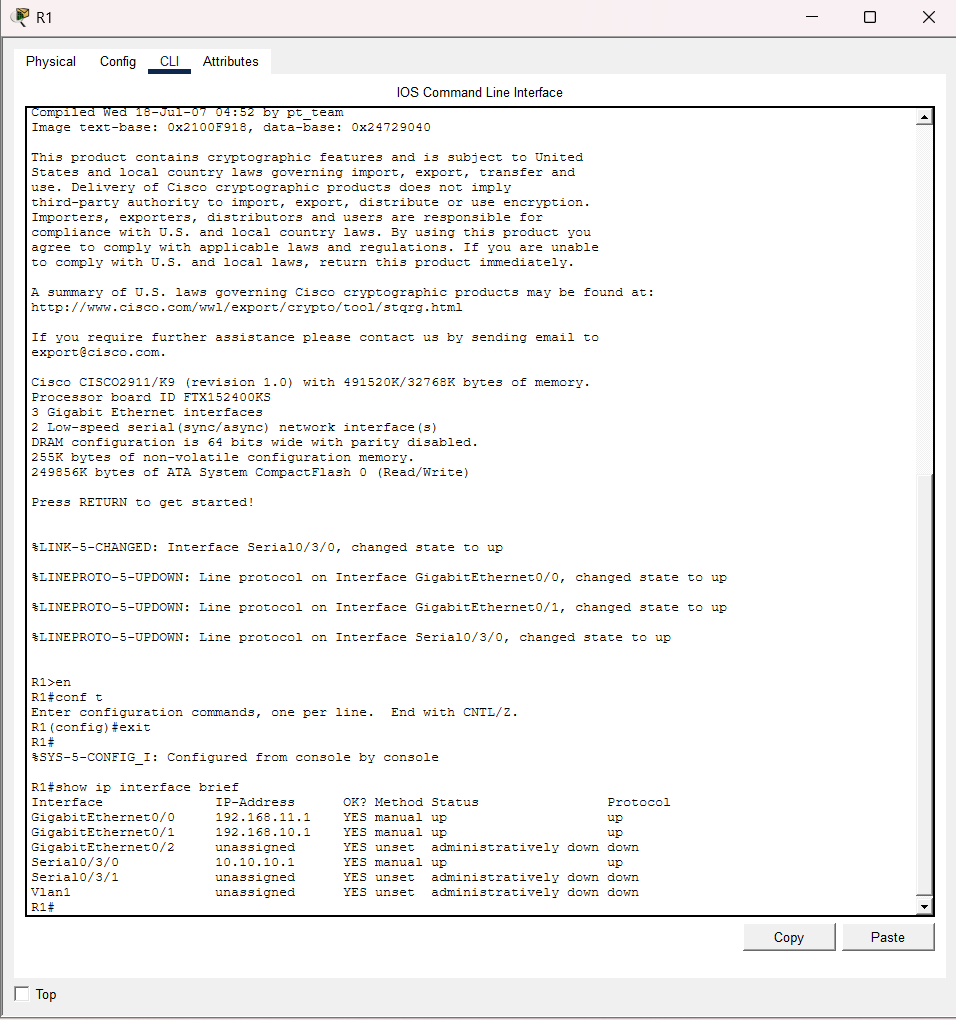 R1
Physical Config CLI Attributes
IOS Command Line Interface
Compiled Wed 18-Jul-07 04:52 by pt_team
Image text-base: 0x2100F918, data-base: 0x24729040
This product contains cryptographic features and is subject to United
States and local country laws governing import, export, transfer and
use. Delivery of Cisco cryptographic products does not imply
third-party authority to import, export, distribute or use encryption.
Importers, exporters, distributors and users are responsible for
compliance with U.S. and local country laws. By using this product you
agree to comply with applicable laws and regulations. If you are unable
to comply with U.S. and local laws, return this product immediately.
A summary of U.S. laws governing Cisco cryptographic products may be found at:
http://www.cisco.com/wwl/export/crypto/tool/stqrg.html
If you require further assistance please contact us by sending email to
export@cisco.com.
Cisco CISCO2911/K9 (revision 1.0) with 491520K/32768K bytes of memory.
Processor board ID FTX152400KS
3 Gigabit Ethernet interfaces
2 Low-speed serial(sync/async) network interface(s)
DRAM configuration is 64 bits wide with parity disabled.
255K bytes of non-volatile configuration memory.
249856K bytes of ATA System CompactFlash 0 (Read/Write)
Press RETURN to get started!
%LINK-5-CHANGED: Interface Serial0/3/0, changed state to up
%LINEPROTO-5-UPDOWN: Line protocol on Interface GigabitEthernet0/0, changed state to up
%LINEPROTO-5-UPDOWN: Line protocol on Interface GigabitEthernet0/1, changed state to up
%LINEPROTO-5-UPDOWN: Line protocol on Interface Serial0/3/0, changed state to up
R1>en
R1#conf t
Enter configuration commands, one per line.  End with CNTL/Z.
R1(config)#exit
R1#
%SYS-5-CONFIG_I: Configured from console by console
R1#show ip interface brief
Interface              IP-Address      OK? Method Status                Protocol
GigabitEthernet0/0     192.168.11.1    YES manual up                    up
GigabitEthernet0/1     192.168.10.1    YES manual up                    up
GigabitEthernet0/2     unassigned      YES unset  administratively down down
Serial0/3/0            10.10.10.1      YES manual up                    up
Serial0/3/1            unassigned      YES unset  administratively down down
Vlan1                  unassigned      YES unset  administratively down down
R1#
Copy Paste
Top